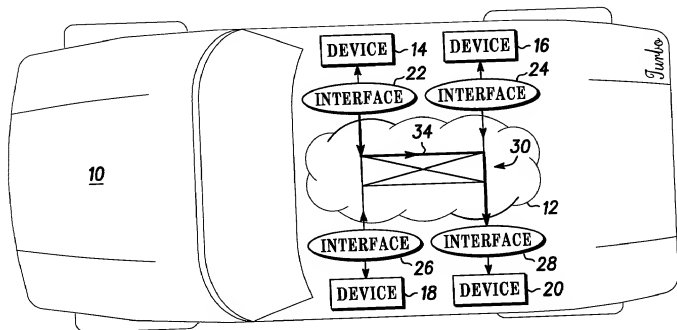 DEVICE 14 DEVICE 16
Turbo
INTERFACE 22 INTERFACE 24
34
30
10
12
INTERFACE 26 INTERFACE 28
DEVICE 18 DEVICE 20